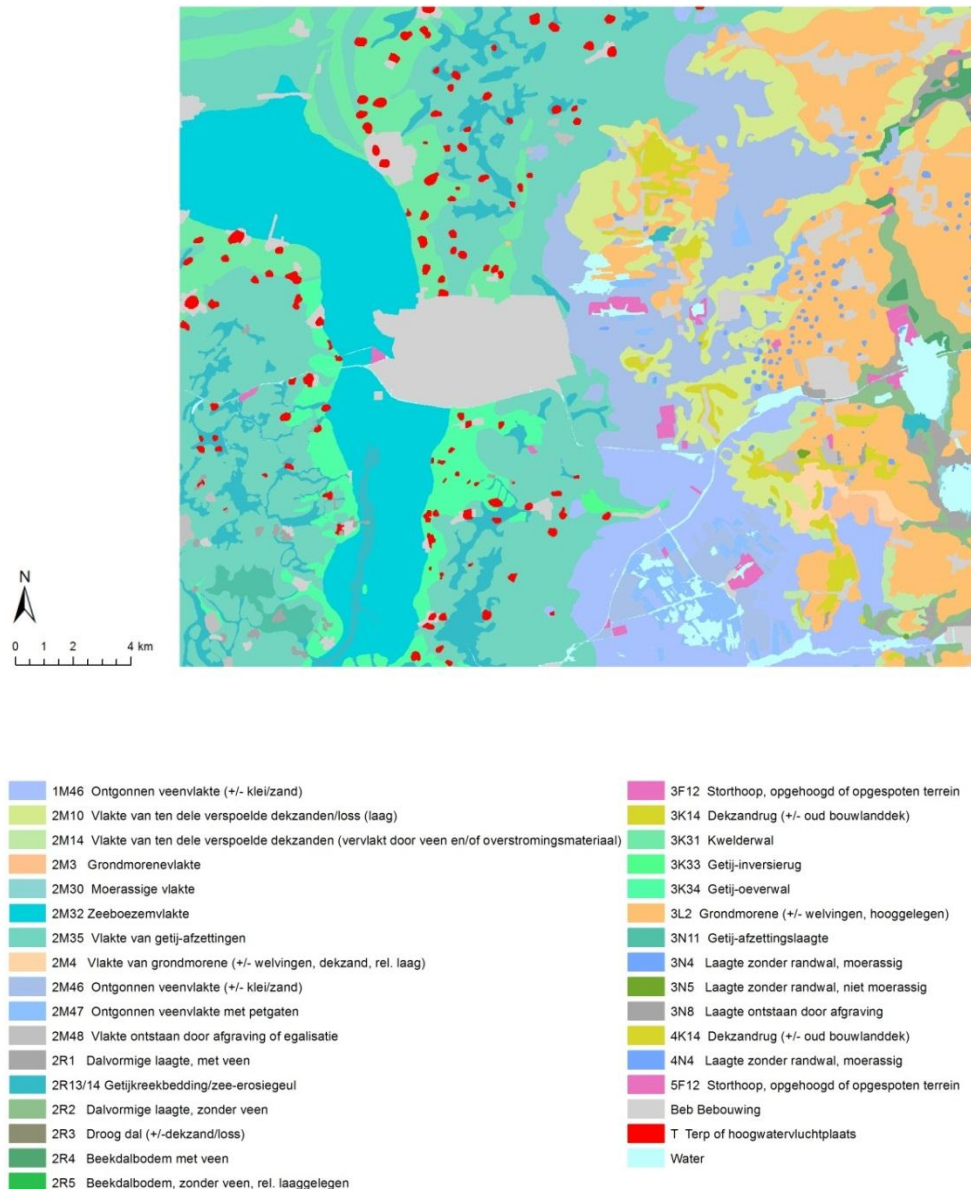 N
0 1 2 4 km
1M46 Ontgonnen veenvlakte (+/- klei/zand)
2M10 Vlakte van ten dele verspoelde dekzanden/loss (laag)
2M14 Vlakte van ten dele verspoelde dekzanden (vervlakt door veen en/of overstromingsmateriaal)
2M3 Grondmorenevlakte
2M30 Moerassige vlakte
2M32 Zeeboezemvlakte
2M35 Vlakte van getij-afzettingen
2M4 Vlakte van grondmorene (+/- welvingen, dekzand, rel. laag)
2M46 Ontgonnen veenvlakte (+/- klei/zand)
2M47 Ontgonnen veenvlakte met petgaten
2M48 Vlakte ontstaan door afgraving of egalisatie
2R1 Dalvormige laagte, met veen
2R13/14 Getijkreekbedding/zee-erosiegeul
2R2 Dalvormige laagte, zonder veen
2R3 Droog dal (+/-dekzand/loss)
2R4 Beekdalbodem met veen
2R5 Beekdalbodem, zonder veen, rel. laaggelegen
3F12 Storthoop, opgehoogd of opgespoten terrein
3K14 Dekzandrug (+/- oud bouwlanddek)
3K31 Kwelderwal
3K33 Getij-inversierug
3K34 Getij-oeverwal
3L2 Grondmorene (+/- welvingen, hooggelegen)
3N11 Getij-afzettingslaagte
3N4 Laagte zonder randwal, moerassig
3N5 Laagte zonder randwal, niet moerassig
3N8 Laagte ontstaan door afgraving
4K14 Dekzandrug (+/- oud bouwlanddek)
4N4 Laagte zonder randwal, moerassig
5F12 Storthoop, opgehoogd of opgespoten terrein
Beb Bebouwing
T Terp of hoogwatervluchtplaats
Water